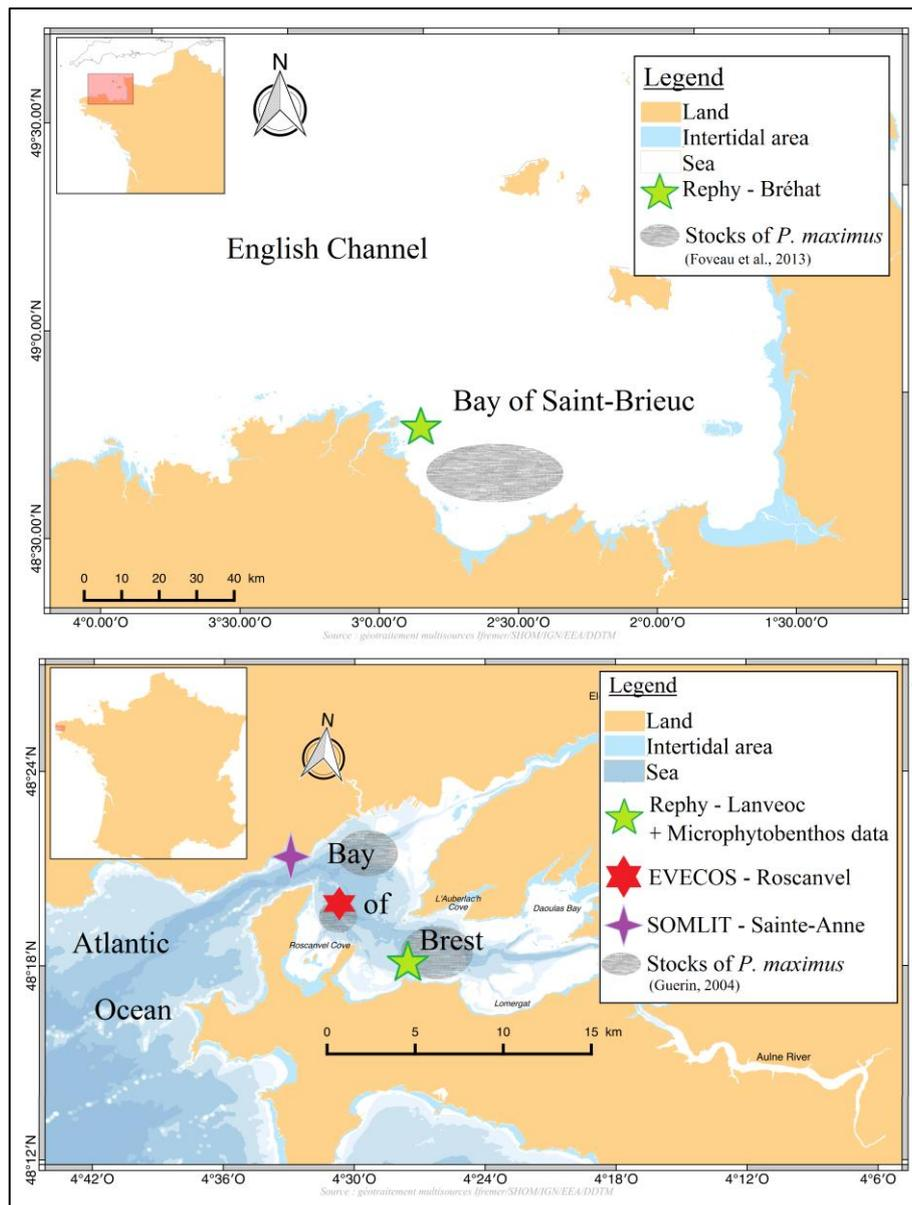 N
Legend
Land
Intertidal area
Sea
Rephy - Bréhat
Stocks of P. maximus
(Foveau et al., 2013)
English Channel
Bay of Saint-Brieuc
49°30.00'N
49°0.00'N
48°30.00'N
0 10 20 30 40 km
4°0.00'O 3°30.00'O 3°0.00'O 2°30.00'O 2°0.00'O 1°30.00'O
Source : géotraitement multisources Ifremer/SHOM/IGN/EEA/DDTM
N
El
Legend
Land
Intertidal area
Sea
Rephy - Lanveoc
+ Microphytobenthos data
EVECOS - Roscanvel
SOMLIT - Sainte-Anne
Stocks of P. maximus
(Guerin, 2004)
Bay
of
Brest
L'Auberlac'h
Cove
Daoulas Bay
Roscanvel Cove
Lomergat
Atlantic
Ocean
Aulne River
48°24'N
48°18'N
48°12'N
0 5 10 15 km
4°42'O 4°36'O 4°30'O 4°24'O 4°18'O 4°12'O 4°6'O
Source : géotraitement multisources Ifremer/SHOM/IGN/EEA/DDTM